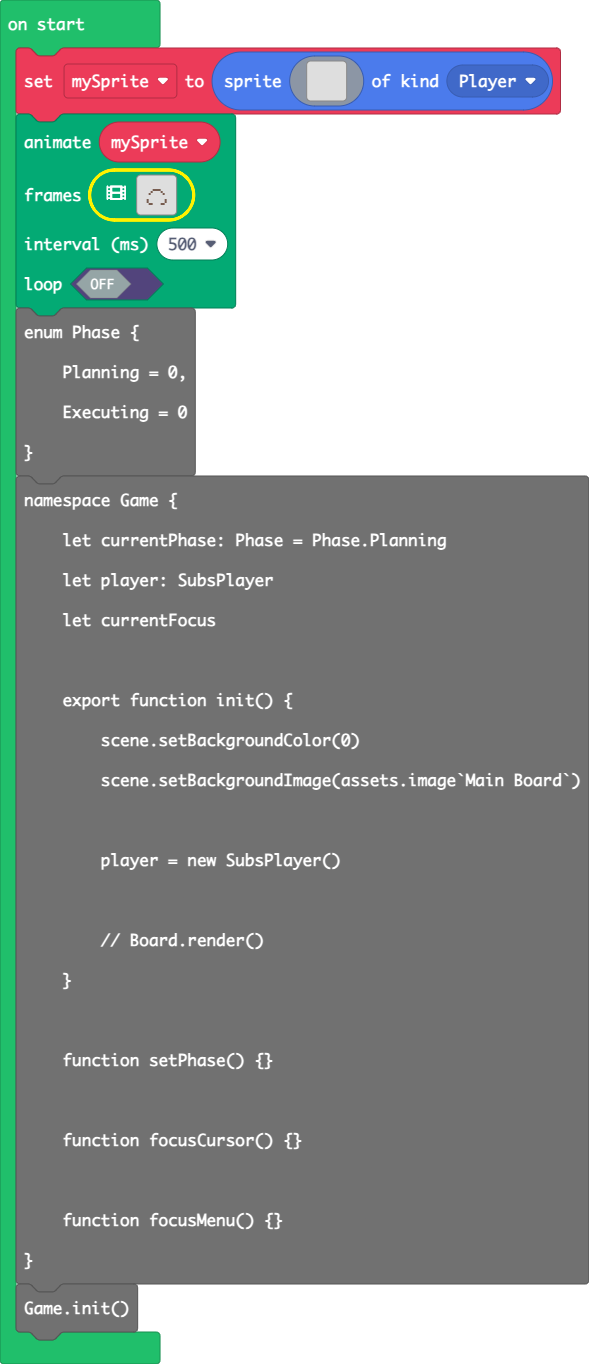 on start
set mySprite to sprite of kind Player
animate mySprite
frames
interval (ms) 500
loop OFF
enum Phase {
    Planning = 0,
    Executing = 0
}
namespace Game {
    let currentPhase: Phase = Phase.Planning
    let player: SubsPlayer
    let currentFocus
    export function init() {
        scene.setBackgroundColor(0)
        scene.setBackgroundImage(assets.image`Main Board`)
        player = new SubsPlayer()
        // Board.render()
    }
    function setPhase() {}
    function focusCursor() {}
    function focusMenu() {}
}
Game.init()